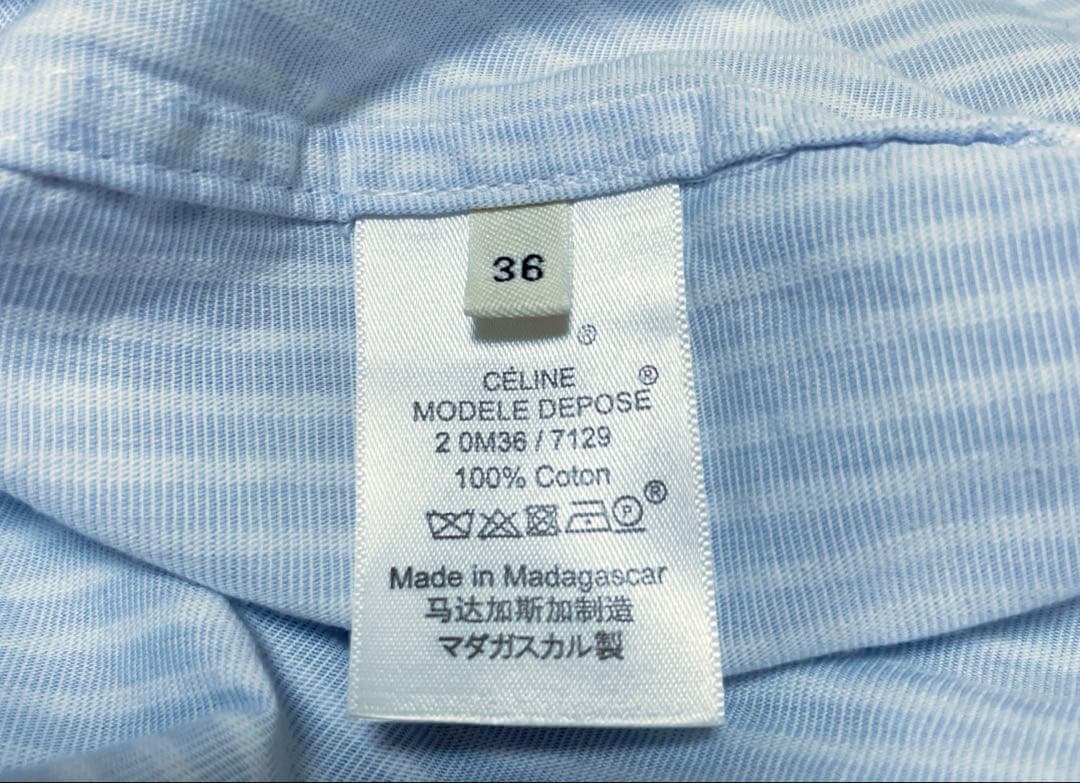 36
®
CÉLINE ®
MODELE DEPOSE
2 0M36 / 7129
100% Coton
P ®
Made in Madagascar
马达加斯加制造
マダガスカル製